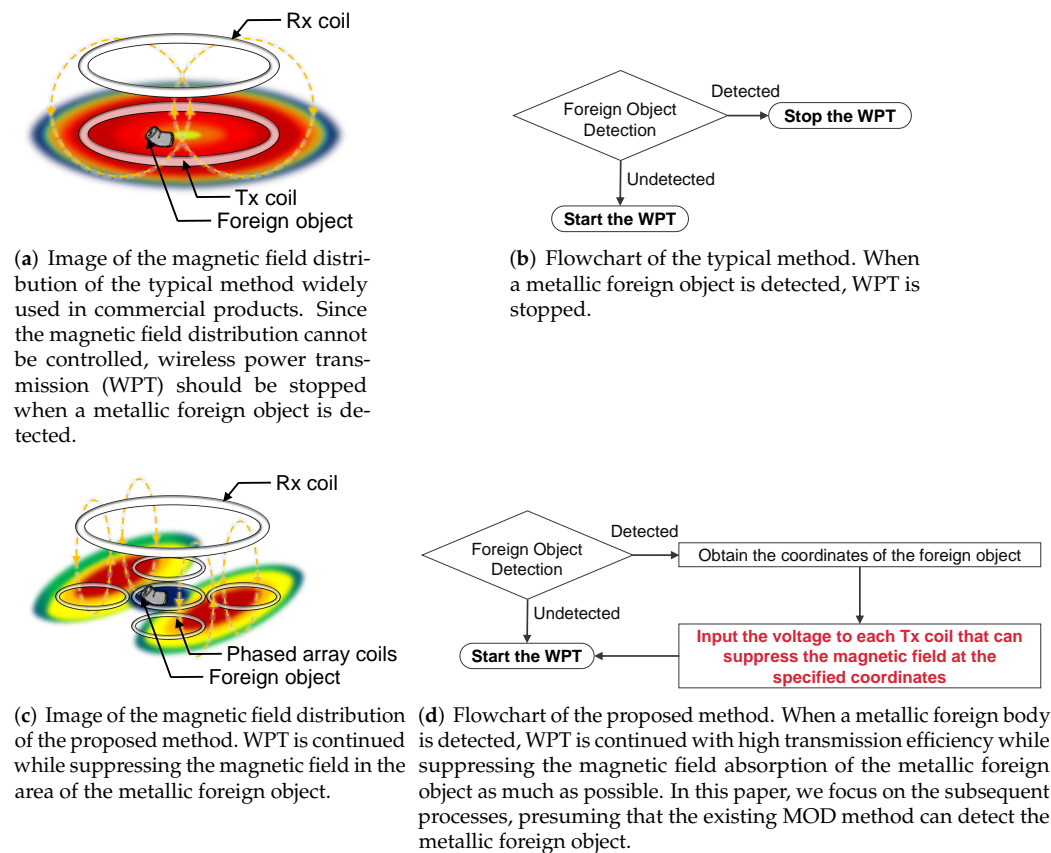 Rx coil
Tx coil
Foreign object
(a) Image of the magnetic field distri-
bution of the typical method widely
used in commercial products. Since
the magnetic field distribution cannot
be controlled, wireless power trans-
mission (WPT) should be stopped
when a metallic foreign object is de-
tected.
Foreign Object
Detection
Detected
Stop the WPT
Undetected
Start the WPT
(b) Flowchart of the typical method. When
a metallic foreign object is detected, WPT is
stopped.
Rx coil
Phased array coils
Foreign object
(c) Image of the magnetic field distribution
of the proposed method. WPT is continued
while suppressing the magnetic field in the
area of the metallic foreign object.
Foreign Object
Detection
Detected
Obtain the coordinates of the foreign object
Undetected
Input the voltage to each Tx coil that can
suppress the magnetic field at the
specified coordinates
Start the WPT
(d) Flowchart of the proposed method. When a metallic foreign body
is detected, WPT is continued with high transmission efficiency while
suppressing the magnetic field absorption of the metallic foreign
object as much as possible. In this paper, we focus on the subsequent
processes, presuming that the existing MOD method can detect the
metallic foreign object.